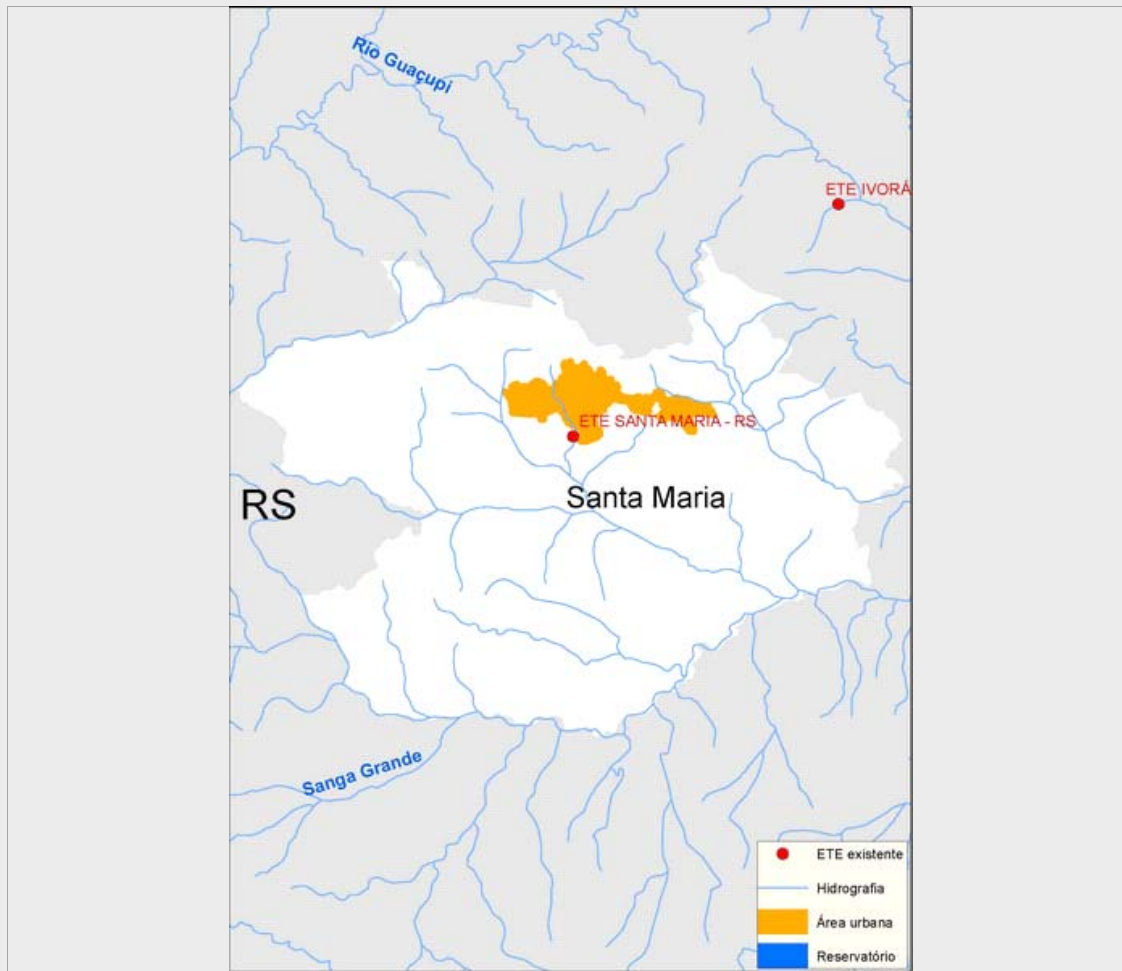 Rio Guaçupi
ETE IVORÁ
ETE SANTA MARIA - RS
RS
Santa Maria
Sanga Grande
ETE existente
Hidrografia
Área urbana
Reservatório